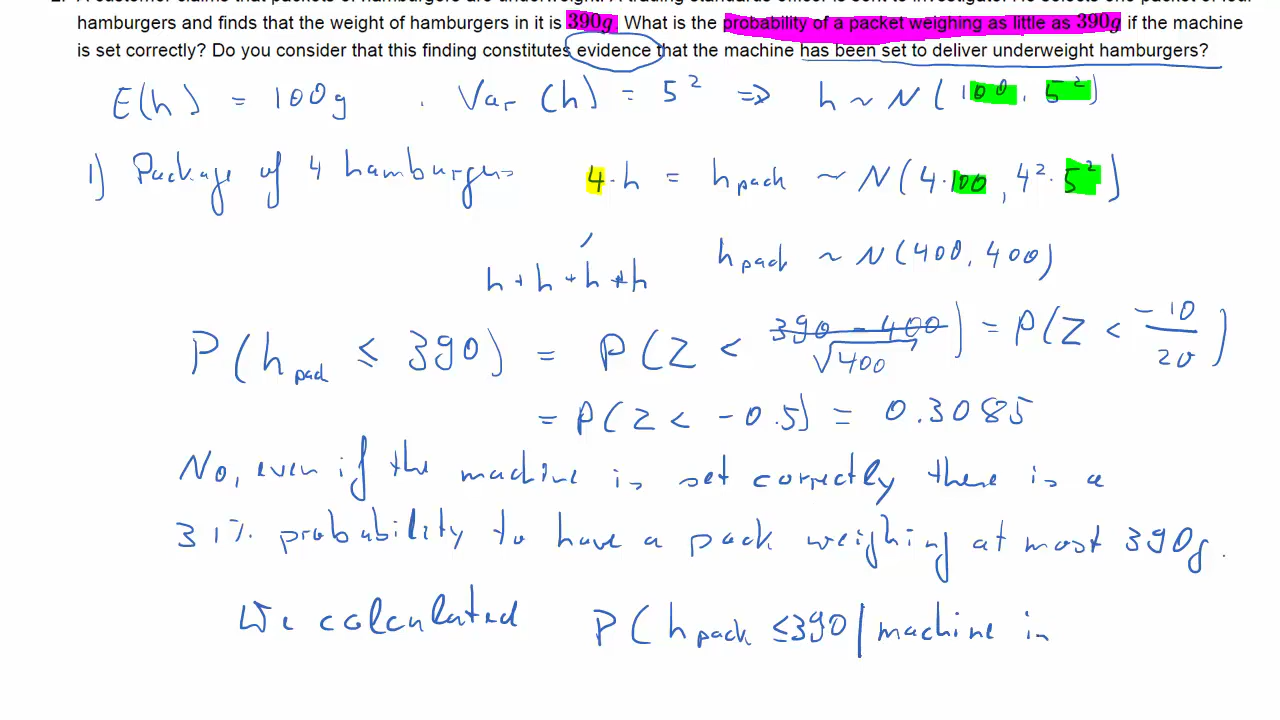 hamburgers and finds that the weight of hamburgers in it is 390g. What is the probability of a packet weighing as little as 390g if the machine
is set correctly? Do you consider that this finding constitutes evidence that the machine has been set to deliver underweight hamburgers?
E(h) = 100g . Var (h) = 5² => h ~ N(100, 5²)
1) Package of 4 hamburgers 4·h = h pack ~ N(4·100, 4²·5²)
h + h + h + h h pack ~ N(400, 400)
P(h pack ≤ 390) = P(Z < (390 - 400)/√400) = P(Z < -10/20)
= P(Z < -0.5) = 0.3085
No, even if the machine is set correctly there is a
31% probability to have a pack weighing at most 390g.
We calculated P(h pack ≤390 | machine in